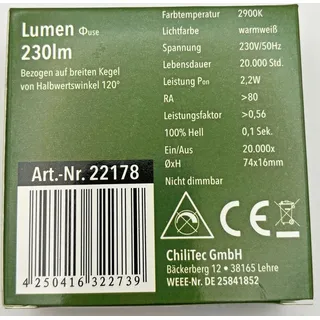 Lumen Φuse
230lm
Bezogen auf breiten Kegel
von Halbwertswinkel 120°
Farbtemperatur 2900K
Lichtfarbe warmweiß
Spannung 230V/50Hz
Lebensdauer 20.000 Std.
Leistung Pon 2,2W
RA >80
Leistungsfaktor >0,56
100% Hell 0,1 Sek.
Ein/Aus 20.000x
ØxH 74x16mm
Nicht dimmbar
Art.-Nr. 22178
4 250416 322739
CE
ChiliTec GmbH
Bäckerberg 12 • 38165 Lehre
WEEE-Nr. DE 25841852